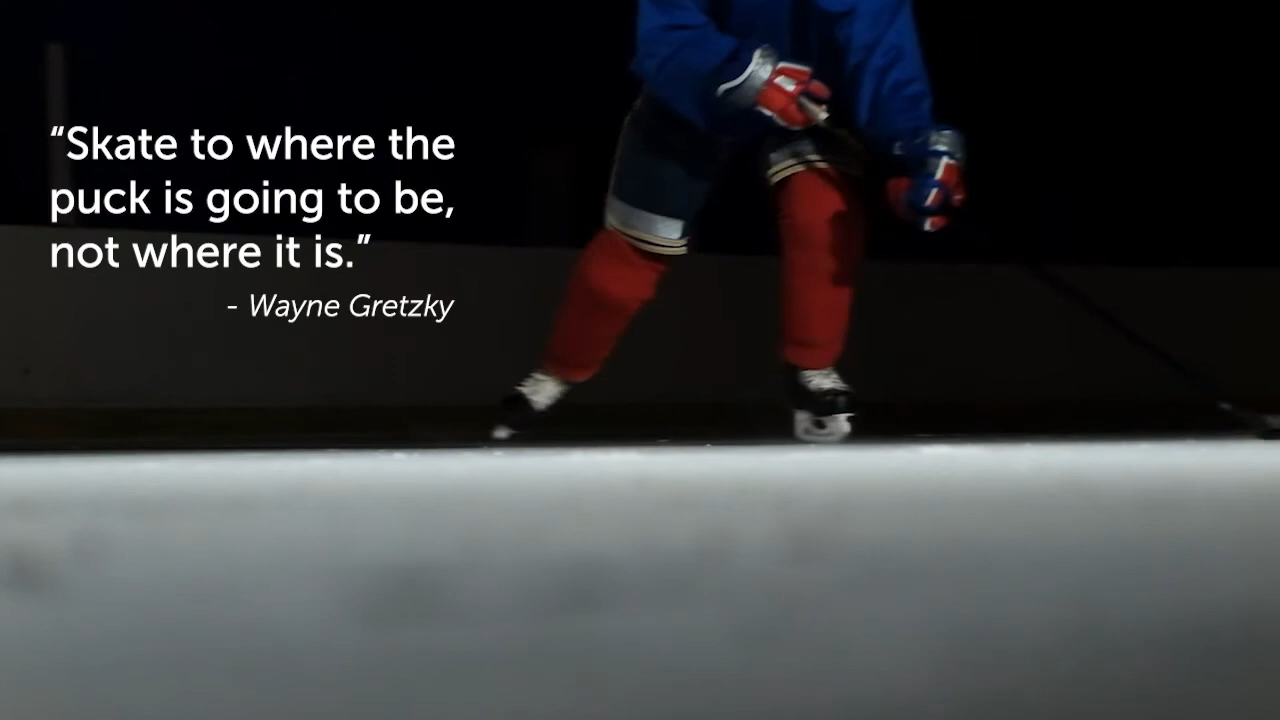 “Skate to where the
puck is going to be,
not where it is.”
- Wayne Gretzky